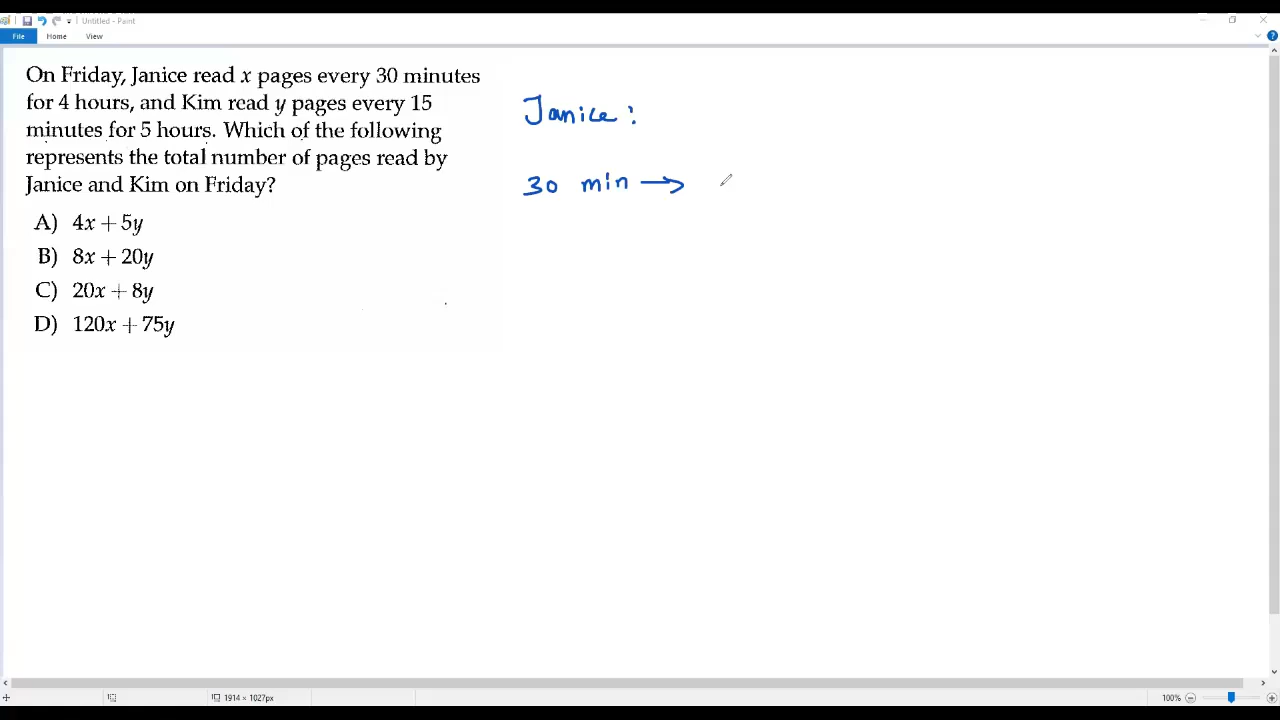 Untitled - Paint
File Home View
On Friday, Janice read x pages every 30 minutes
for 4 hours, and Kim read y pages every 15
minutes for 5 hours. Which of the following
represents the total number of pages read by
Janice and Kim on Friday?
A) 4x + 5y
B) 8x + 20y
C) 20x + 8y
D) 120x + 75y
Janice :
30 min →
1914 × 1027px
100%